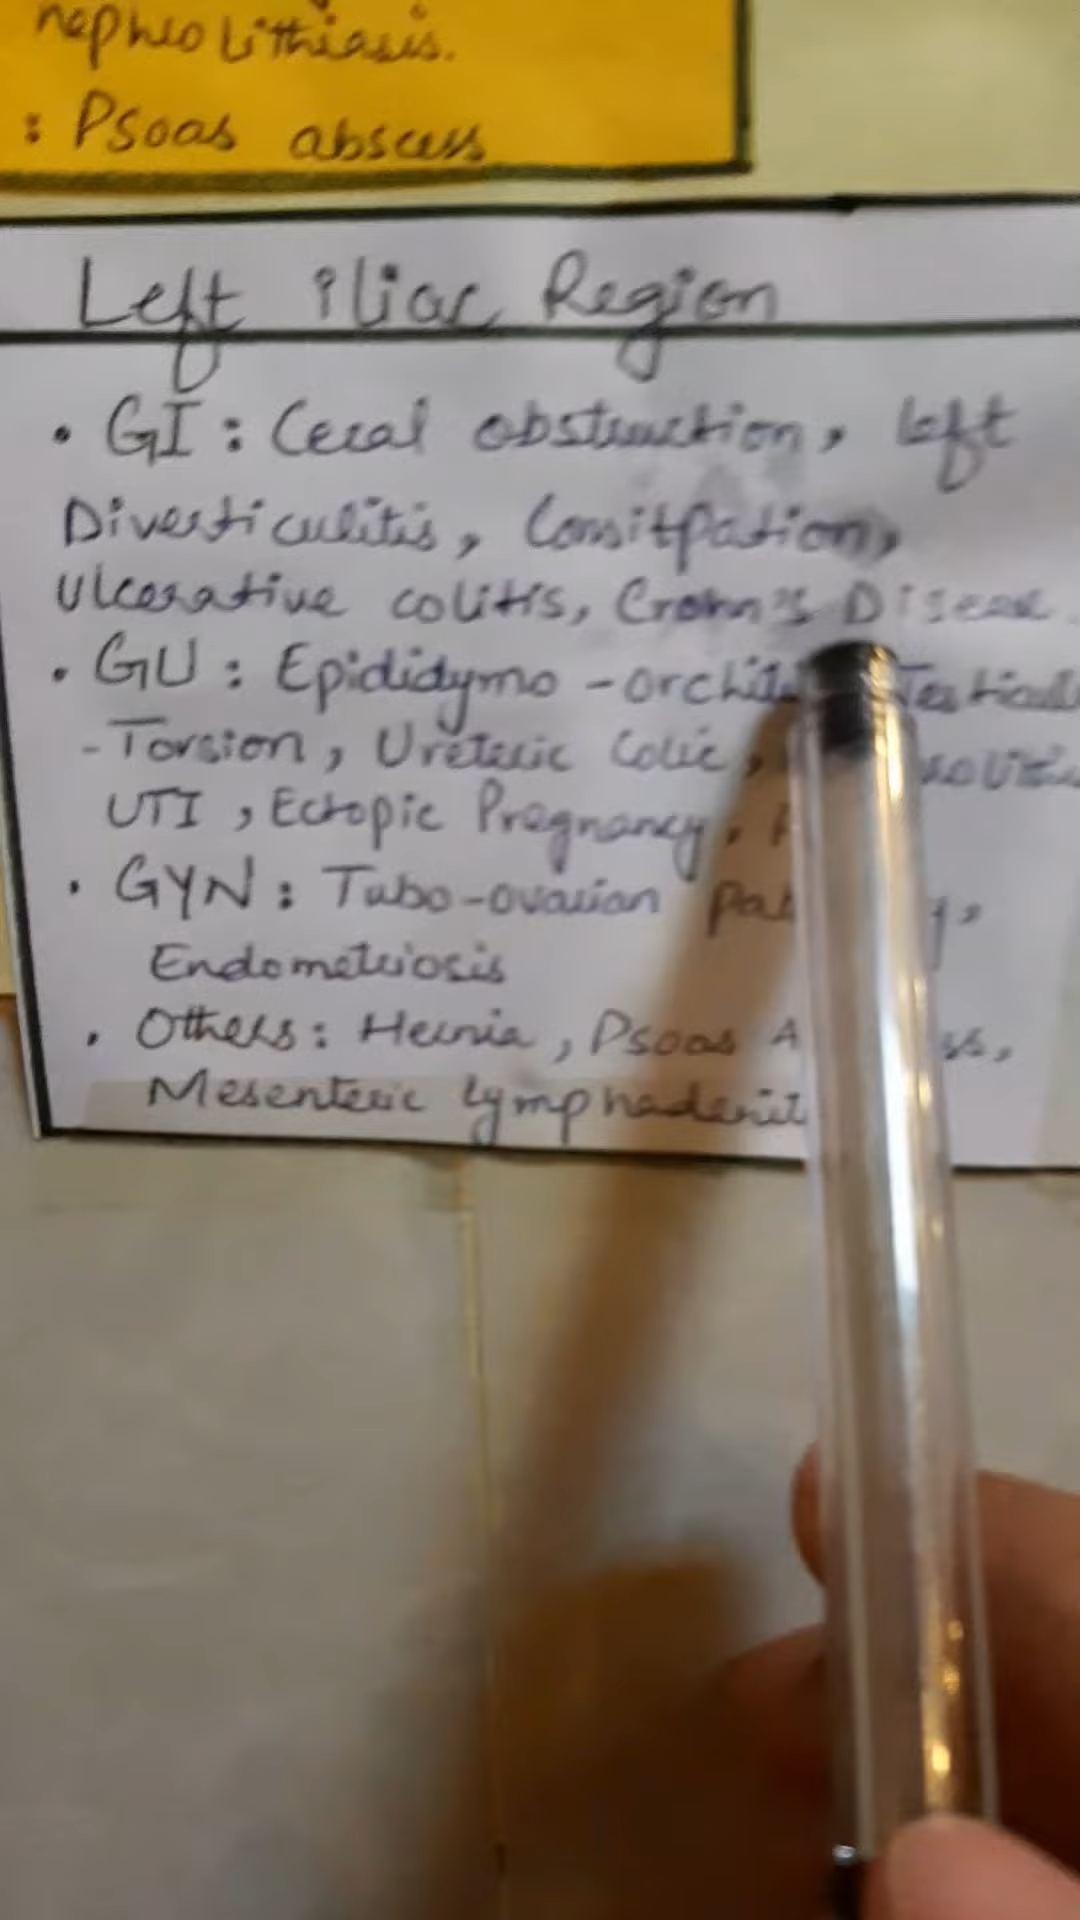 nephrolithiasis.
: Psoas abscess
Left iliac Region
• GI : Cecal obstruction, left
Diverticulitis, Consitpation,
Ulcerative colitis, Crohn's Disease.
• GU : Epididymo - orchitis
- Torsion, Ureteric Colic,
UTI, Ectopic Pregnancy,
• GYN : Tubo-ovarian
Endometriosis
• Others : Hernia, Psoas
Mesenteric